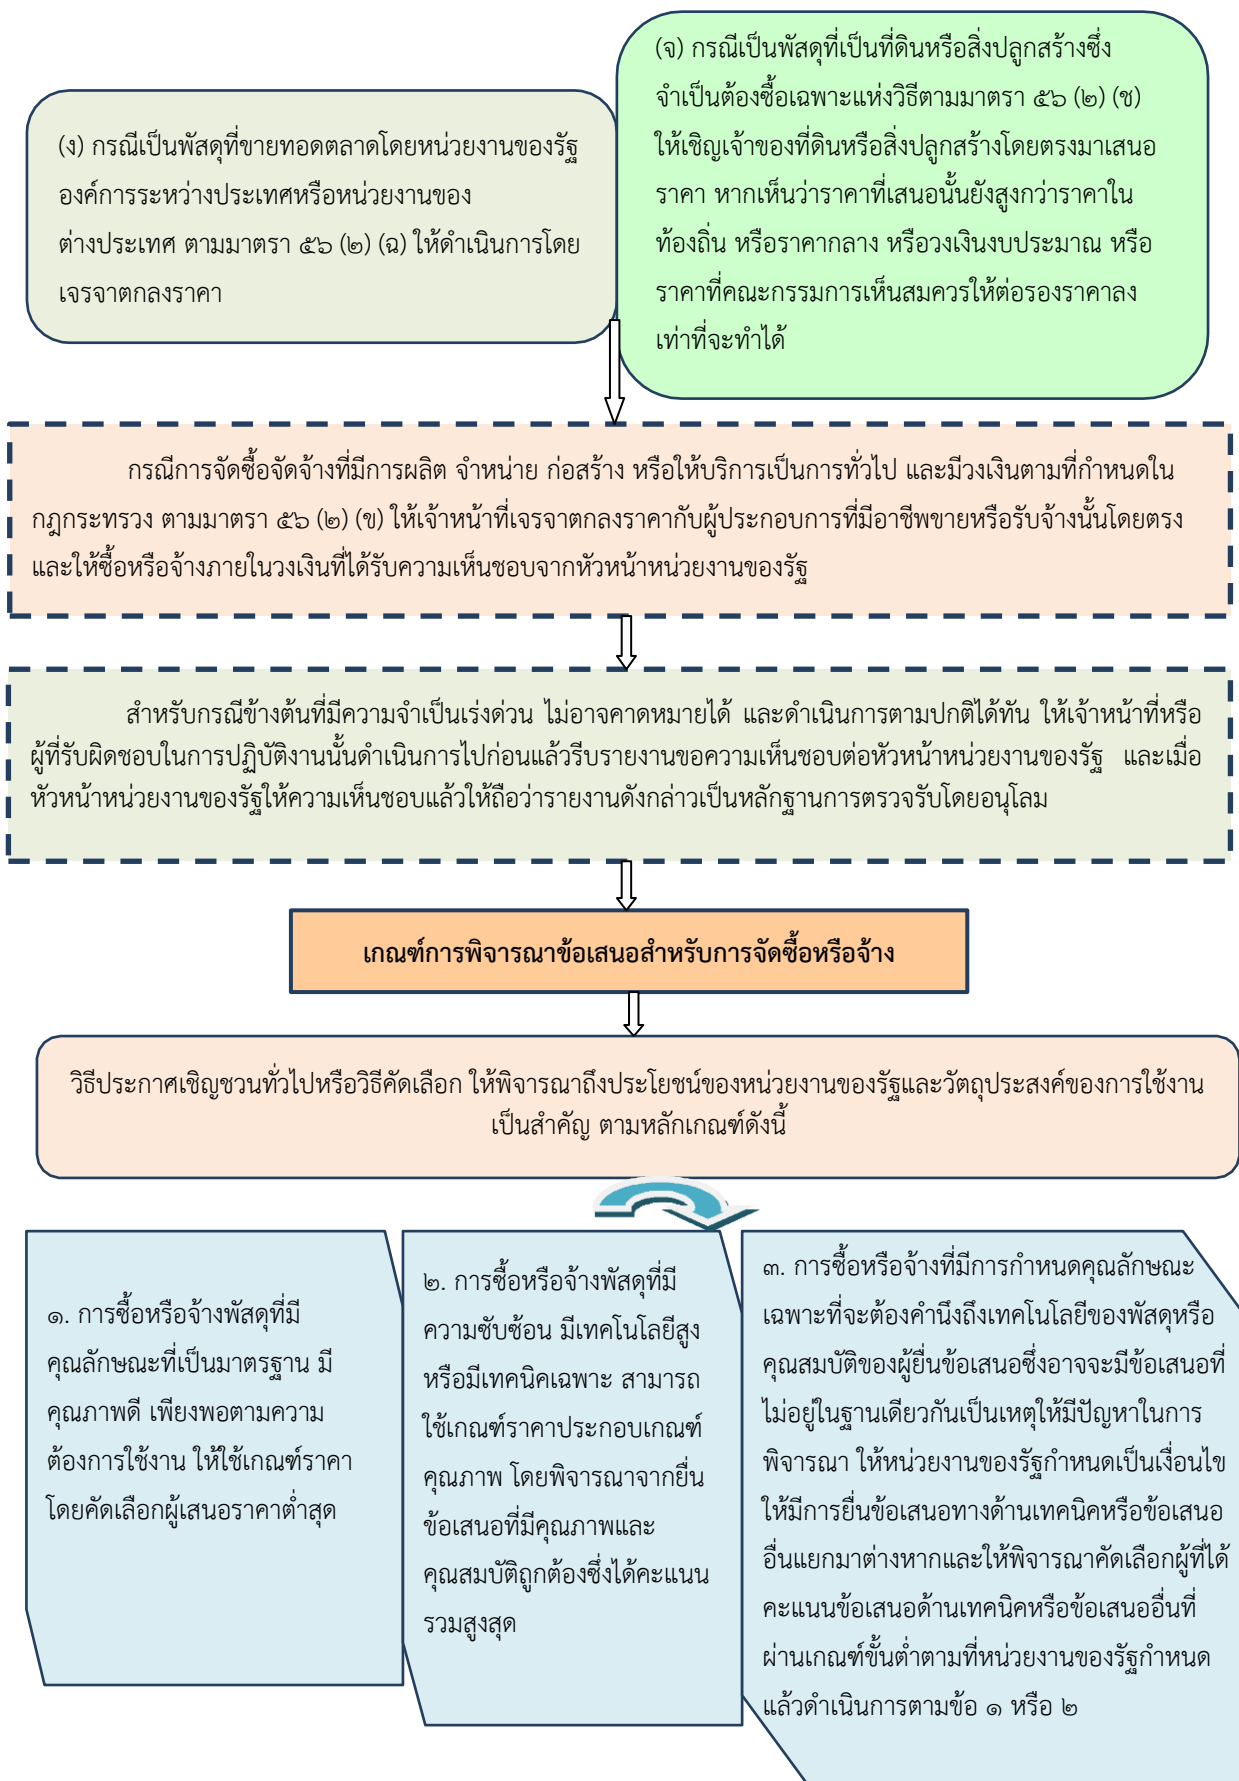 (ง) กรณีเป็นพัสดุที่ขายทอดตลาดโดยหน่วยงานของรัฐ
องค์การระหว่างประเทศหรือหน่วยงานของ
ต่างประเทศ ตามมาตรา ๕๖ (๒) (ฉ) ให้ดำเนินการโดย
เจรจาตกลงราคา
(จ) กรณีเป็นพัสดุที่เป็นที่ดินหรือสิ่งปลูกสร้างซึ่ง
จำเป็นต้องซื้อเฉพาะแห่งวิธีตามมาตรา ๕๖ (๒) (ช)
ให้เชิญเจ้าของที่ดินหรือสิ่งปลูกสร้างโดยตรงมาเสนอ
ราคา หากเห็นว่าราคาที่เสนอนั้นยังสูงกว่าราคาใน
ท้องถิ่น หรือราคากลาง หรือวงเงินงบประมาณ หรือ
ราคาที่คณะกรรมการเห็นสมควรให้ต่อรองราคาลง
เท่าที่จะทำได้
กรณีการจัดซื้อจัดจ้างที่มีการผลิต จำหน่าย ก่อสร้าง หรือให้บริการเป็นการทั่วไป และมีวงเงินตามที่กำหนดใน
กฎกระทรวง ตามมาตรา ๕๖ (๒) (ข) ให้เจ้าหน้าที่เจรจาตกลงราคากับผู้ประกอบการที่มีอาชีพขายหรือรับจ้างนั้นโดยตรง
และให้ซื้อหรือจ้างภายในวงเงินที่ได้รับความเห็นชอบจากหัวหน้าหน่วยงานของรัฐ
สำหรับกรณีข้างต้นที่มีความจำเป็นเร่งด่วน ไม่อาจคาดหมายได้ และดำเนินการตามปกติได้ทัน ให้เจ้าหน้าที่หรือ
ผู้ที่รับผิดชอบในการปฏิบัติงานนั้นดำเนินการไปก่อนแล้วรีบรายงานขอความเห็นชอบต่อหัวหน้าหน่วยงานของรัฐ และเมื่อ
หัวหน้าหน่วยงานของรัฐให้ความเห็นชอบแล้วให้ถือว่ารายงานดังกล่าวเป็นหลักฐานการตรวจรับโดยอนุโลม
เกณฑ์การพิจารณาข้อเสนอสำหรับการจัดซื้อหรือจ้าง
วิธีประกาศเชิญชวนทั่วไปหรือวิธีคัดเลือก ให้พิจารณาถึงประโยชน์ของหน่วยงานของรัฐและวัตถุประสงค์ของการใช้งาน
เป็นสำคัญ ตามหลักเกณฑ์ดังนี้
๑. การซื้อหรือจ้างพัสดุที่มี
คุณลักษณะที่เป็นมาตรฐาน มี
คุณภาพดี เพียงพอตามความ
ต้องการใช้งาน ให้ใช้เกณฑ์ราคา
โดยคัดเลือกผู้เสนอราคาต่ำสุด
๒. การซื้อหรือจ้างพัสดุที่มี
ความซับซ้อน มีเทคโนโลยีสูง
หรือมีเทคนิคเฉพาะ สามารถ
ใช้เกณฑ์ราคาประกอบเกณฑ์
คุณภาพ โดยพิจารณาจากยื่น
ข้อเสนอที่มีคุณภาพและ
คุณสมบัติถูกต้องซึ่งได้คะแนน
รวมสูงสุด
๓. การซื้อหรือจ้างที่มีการกำหนดคุณลักษณะ
เฉพาะที่จะต้องคำนึงถึงเทคโนโลยีของพัสดุหรือ
คุณสมบัติของผู้ยื่นข้อเสนอซึ่งอาจจะมีข้อเสนอที่
ไม่อยู่ในฐานเดียวกันเป็นเหตุให้มีปัญหาในการ
พิจารณา ให้หน่วยงานของรัฐกำหนดเป็นเงื่อนไข
ให้มีการยื่นข้อเสนอทางด้านเทคนิคหรือข้อเสนอ
อื่นแยกมาต่างหากและให้พิจารณาคัดเลือกผู้ที่ได้
คะแนนข้อเสนอด้านเทคนิคหรือข้อเสนออื่นที่
ผ่านเกณฑ์ขั้นต่ำตามที่หน่วยงานของรัฐกำหนด
แล้วดำเนินการตามข้อ ๑ หรือ ๒